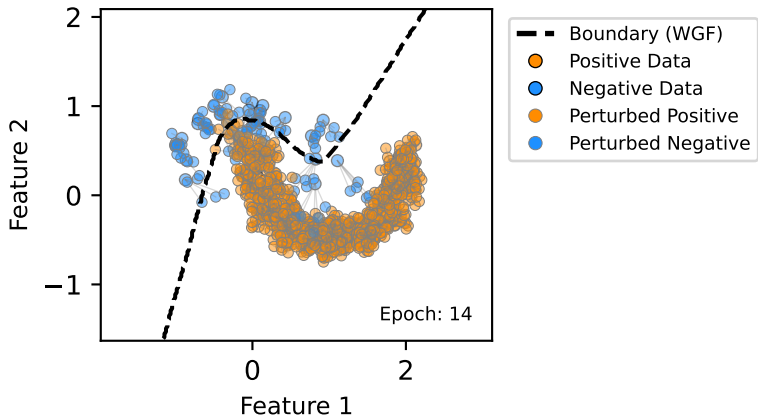 2
1
0
−1
Feature 2
0
2
Feature 1
Epoch: 14
Boundary (WGF)
Positive Data
Negative Data
Perturbed Positive
Perturbed Negative